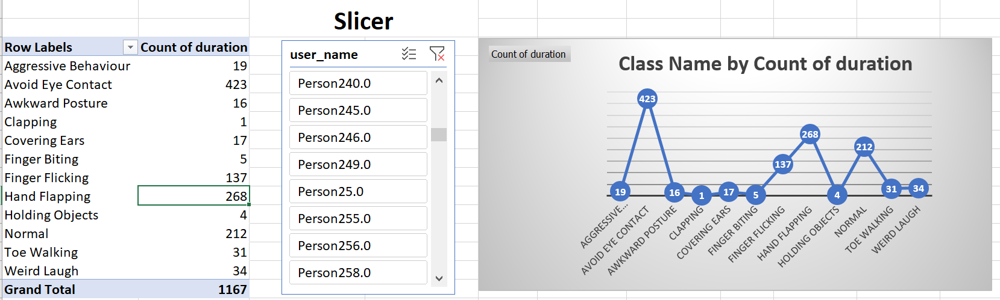 Slicer
Row Labels Count of duration
Aggressive Behaviour 19
Avoid Eye Contact 423
Awkward Posture 16
Clapping 1
Covering Ears 17
Finger Biting 5
Finger Flicking 137
Hand Flapping 268
Holding Objects 4
Normal 212
Toe Walking 31
Weird Laugh 34
Grand Total 1167
user_name
Person240.0
Person245.0
Person246.0
Person249.0
Person25.0
Person255.0
Person256.0
Person258.0
Count of duration
Class Name by Count of duration
19
423
16
1
17
5
137
268
4
212
31
34
AGGRESSIVE...
AVOID EYE CONTACT
AWKWARD POSTURE
CLAPPING
COVERING EARS
FINGER BITING
FINGER FLICKING
HAND FLAPPING
HOLDING OBJECTS
NORMAL
TOE WALKING
WEIRD LAUGH